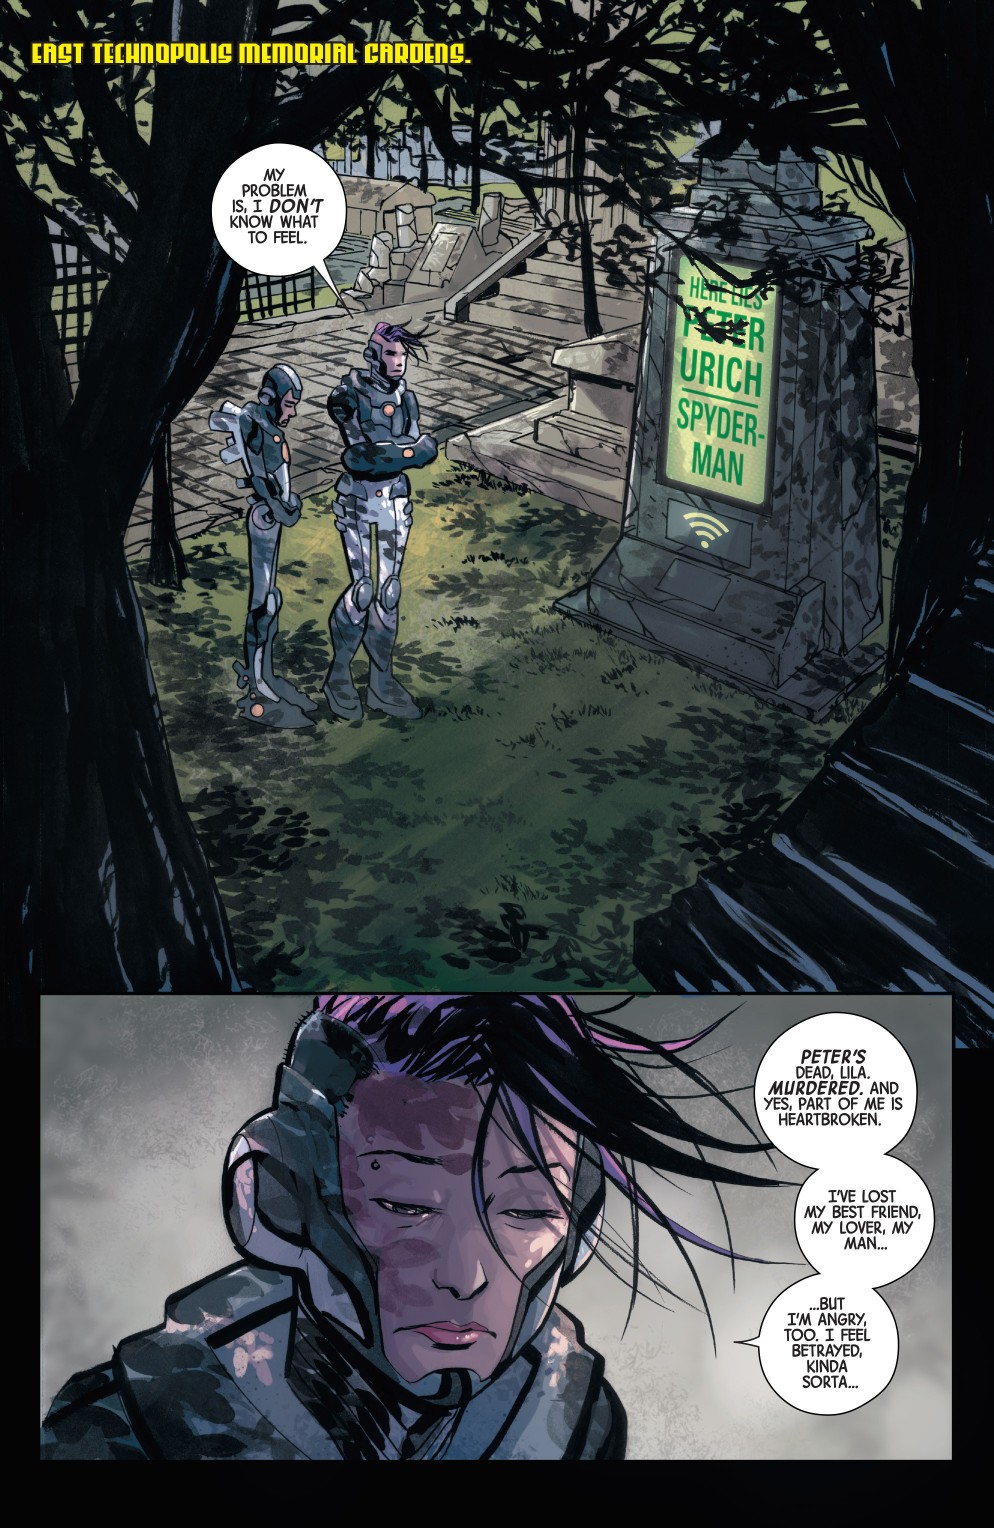 EAST TECHNOPOLIS MEMORIAL GARDENS.
MY
PROBLEM
IS, I DON'T
KNOW WHAT
TO FEEL.
HERE LIES
PETER
URICH
SPYDER-
MAN
PETER'S
DEAD, LILA.
MURDERED. AND
YES, PART OF ME IS
HEARTBROKEN.
I'VE LOST
MY BEST FRIEND,
MY LOVER, MY
MAN...
...BUT
I'M ANGRY,
TOO. I FEEL
BETRAYED,
KINDA
SORTA...